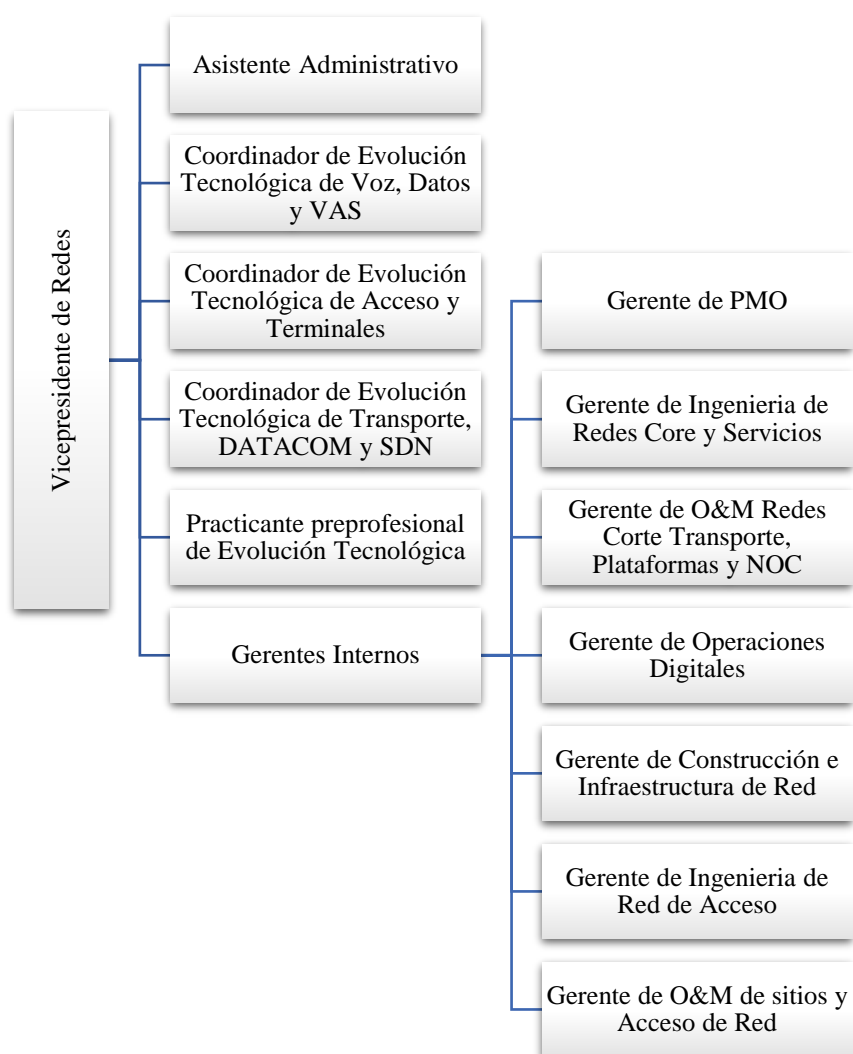 Vicepresidente de Redes
Asistente Administrativo
Coordinador de Evolución
Tecnológica de Voz, Datos
y VAS
Coordinador de Evolución
Tecnológica de Acceso y
Terminales
Coordinador de Evolución
Tecnológica de Transporte,
DATACOM y SDN
Practicante preprofesional
de Evolución Tecnológica
Gerentes Internos
Gerente de PMO
Gerente de Ingenieria de
Redes Core y Servicios
Gerente de O&M Redes
Corte Transporte,
Plataformas y NOC
Gerente de Operaciones
Digitales
Gerente de Construcción e
Infraestructura de Red
Gerente de Ingenieria de
Red de Acceso
Gerente de O&M de sitios y
Acceso de Red